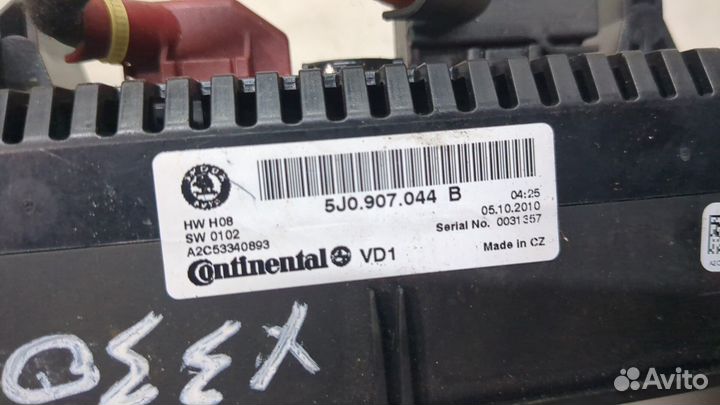 5J0.907.044 B
04:25
05.10.2010
Serial No. 0031357
HW H08
SW 0102
A2C53340893
Continental VD1
Made in CZ
X330
Avito